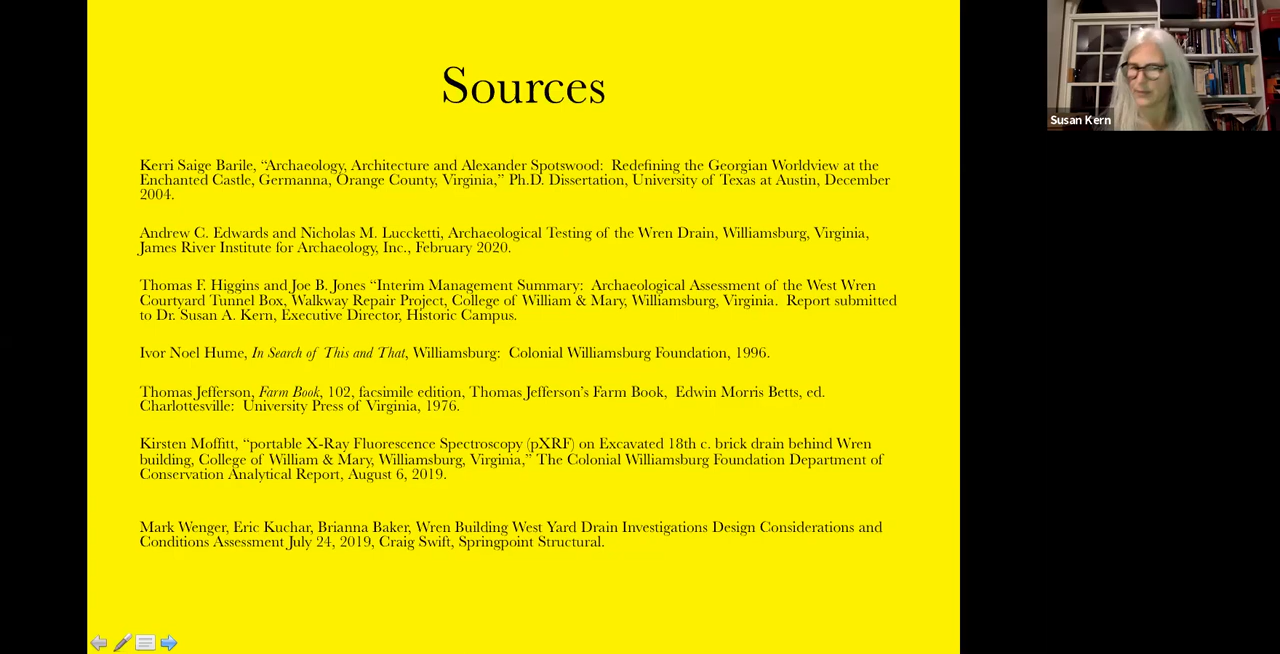 Sources
Kerri Saige Barile, “Archaeology, Architecture and Alexander Spotswood:  Redefining the Georgian Worldview at the
Enchanted Castle, Germanna, Orange County, Virginia,” Ph.D. Dissertation, University of Texas at Austin, December
2004.
Andrew C. Edwards and Nicholas M. Luccketti, Archaeological Testing of the Wren Drain, Williamsburg, Virginia,
James River Institute for Archaeology, Inc., February 2020.
Thomas F. Higgins and Joe B. Jones “Interim Management Summary:  Archaeological Assessment of the West Wren
Courtyard Tunnel Box, Walkway Repair Project, College of William & Mary, Williamsburg, Virginia.  Report submitted
to Dr. Susan A. Kern, Executive Director, Historic Campus.
Ivor Noel Hume, In Search of This and That, Williamsburg:  Colonial Williamsburg Foundation, 1996.
Thomas Jefferson, Farm Book, 102, facsimile edition, Thomas Jefferson’s Farm Book,  Edwin Morris Betts, ed.
Charlottesville:  University Press of Virginia, 1976.
Kirsten Moffitt, “portable X-Ray Fluorescence Spectroscopy (pXRF) on Excavated 18th c. brick drain behind Wren
building, College of William & Mary, Williamsburg, Virginia,” The Colonial Williamsburg Foundation Department of
Conservation Analytical Report, August 6, 2019.
Mark Wenger, Eric Kuchar, Brianna Baker, Wren Building West Yard Drain Investigations Design Considerations and
Conditions Assessment July 24, 2019, Craig Swift, Springpoint Structural.
Susan Kern